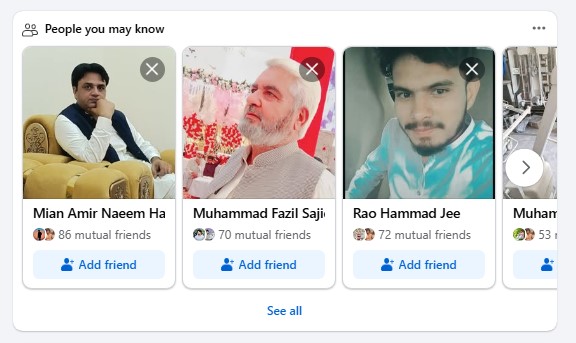 People you may know
Mian Amir Naeem Ha
86 mutual friends
Add friend
Muhammad Fazil Saji
70 mutual friends
Add friend
Rao Hammad Jee
72 mutual friends
Add friend
Muham
53
See all